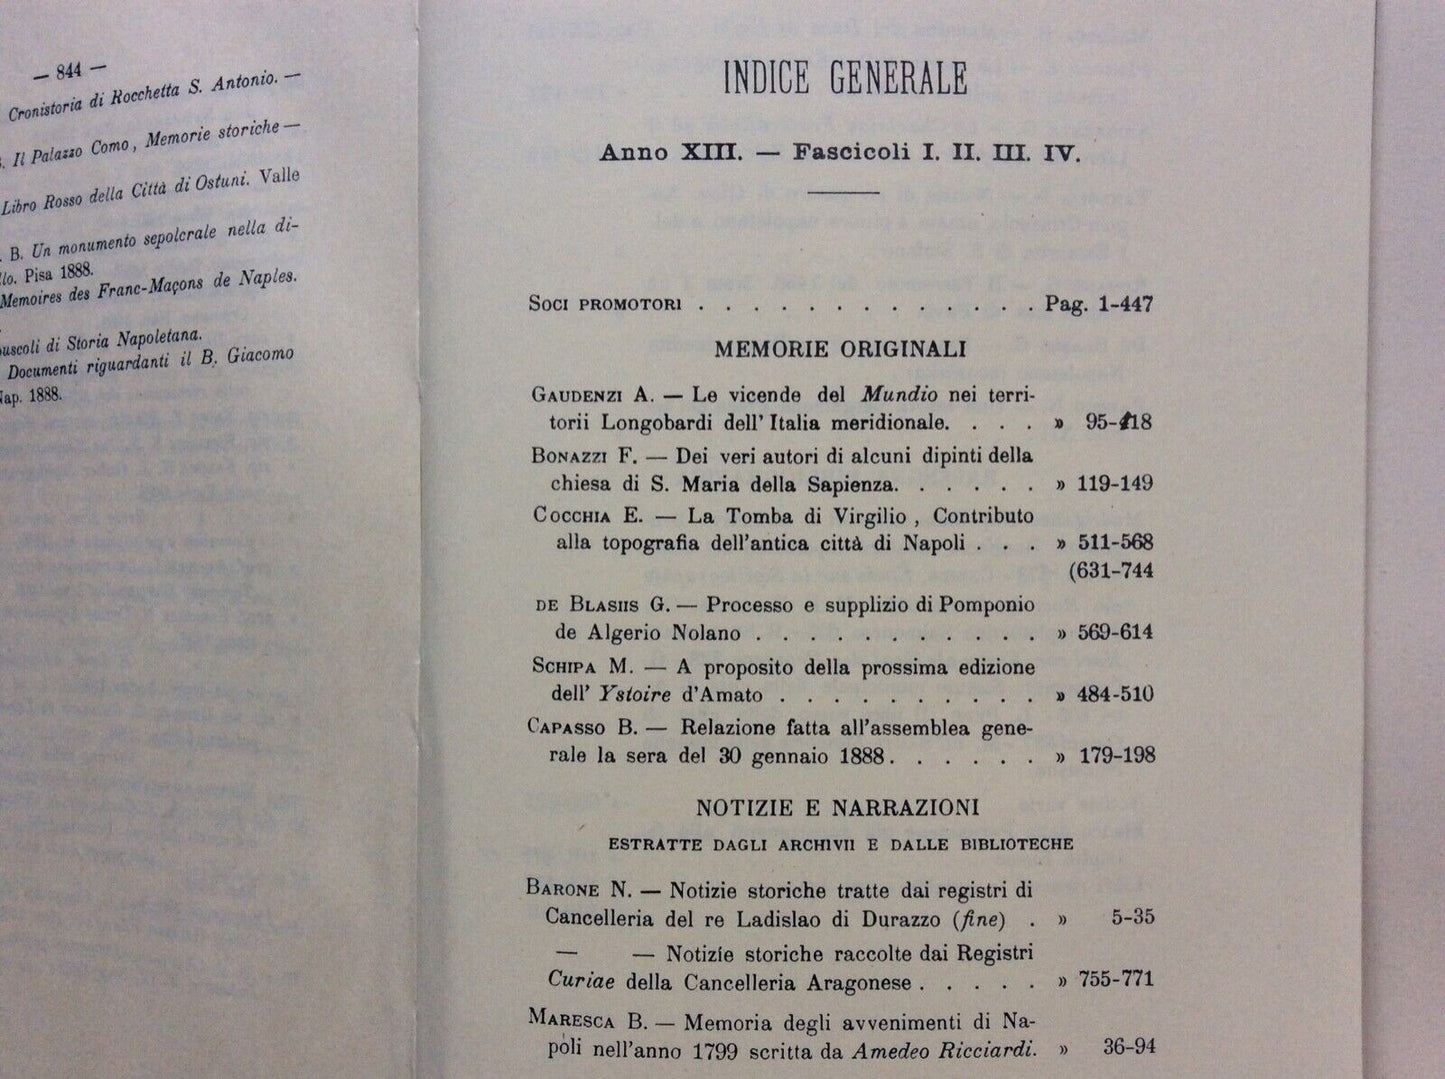 — 844 —
Cronistoria di Rocchetta S. Antonio. —
Il Palazzo Como, Memorie storiche —
Libro Rosso della Città di Ostuni. Valle
B. Un monumento sepolcrale nella di-
llo. Pisa 1888.
Memoires des Franc-Maçons de Naples.
uscoli di Storia Napoletana.
Documenti riguardanti il B. Giacomo
Nap. 1888.
INDICE GENERALE
Anno XIII. — Fascicoli I. II. III. IV.
SOCI PROMOTORI . . . . . . . . . . . . . Pag. 1-447
MEMORIE ORIGINALI
GAUDENZI A. — Le vicende del Mundio nei terri-
torii Longobardi dell' Italia meridionale. . . . . » 95-118
BONAZZI F. — Dei veri autori di alcuni dipinti della
chiesa di S. Maria della Sapienza. . . . . . » 119-149
COCCHIA E. — La Tomba di Virgilio , Contributo
alla topografia dell'antica città di Napoli . . . » 511-568
(631-744
DE BLASIIS G. — Processo e supplizio di Pomponio
de Algerio Nolano . . . . . . . . . . . » 569-614
SCHIPA M. — A proposito della prossima edizione
dell' Ystoire d'Amato . . . . . . . . . . » 484-510
CAPASSO B. — Relazione fatta all'assemblea gene-
rale la sera del 30 gennaio 1888. . . . . . » 179-198
NOTIZIE E NARRAZIONI
ESTRATTE DAGLI ARCHIVII E DALLE BIBLIOTECHE
BARONE N. — Notizie storiche tratte dai registri di
Cancelleria del re Ladislao di Durazzo (fine) . » 5-35
— — Notizie storiche raccolte dai Registri
Curiae della Cancelleria Aragonese . . . . . » 755-771
MARESCA B. — Memoria degli avvenimenti di Na-
poli nell'anno 1799 scritta da Amedeo Ricciardi. » 36-94